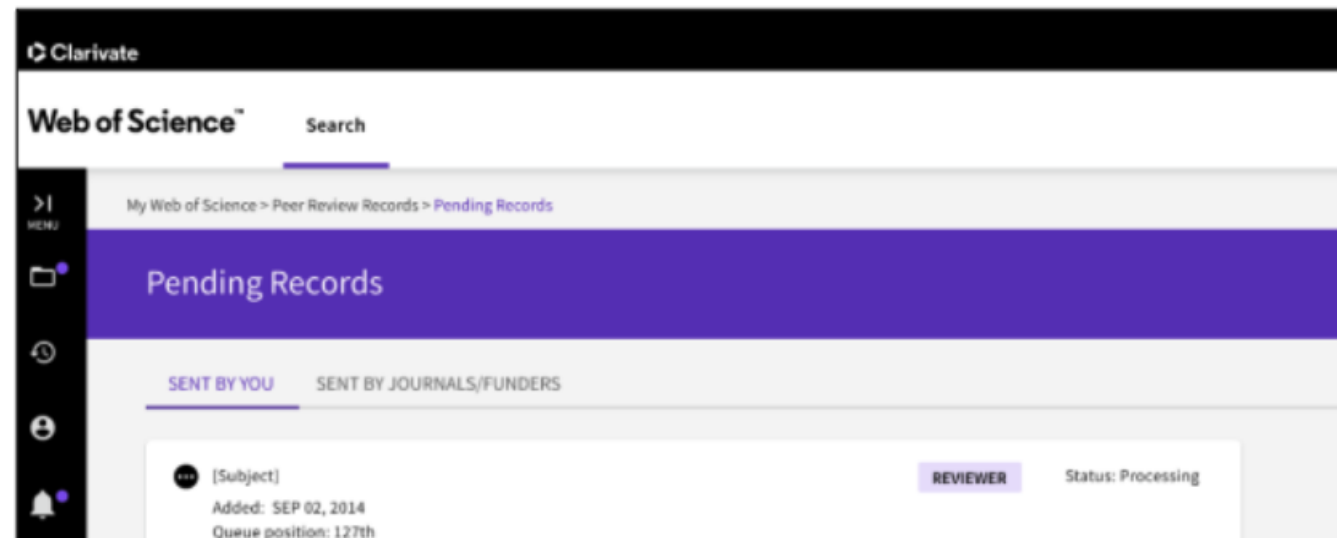 Clarivate
Web of Science™ Search
MENU
My Web of Science > Peer Review Records > Pending Records
Pending Records
SENT BY YOU SENT BY JOURNALS/FUNDERS
[Subject] REVIEWER Status: Processing
Added: SEP 02, 2014
Queue position: 127th